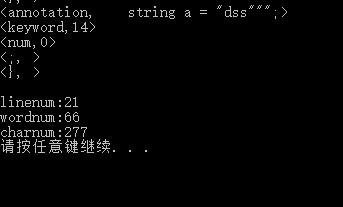 <}, >
<annotation,    string a = "dss""";>
<keyword,14>
<num,0>
<;, >
<}, >
linenum:21
wordnum:66
charnum:277
请按任意键继续. . .